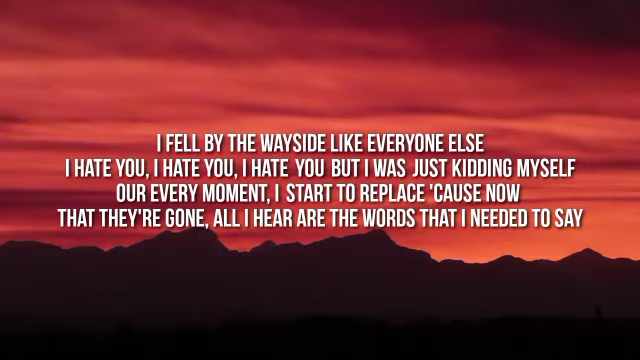 I FELL BY THE WAYSIDE LIKE EVERYONE ELSE
I HATE YOU, I HATE YOU, I HATE YOU BUT I WAS JUST KIDDING MYSELF
OUR EVERY MOMENT, I START TO REPLACE 'CAUSE NOW
THAT THEY'RE GONE, ALL I HEAR ARE THE WORDS THAT I NEEDED TO SAY